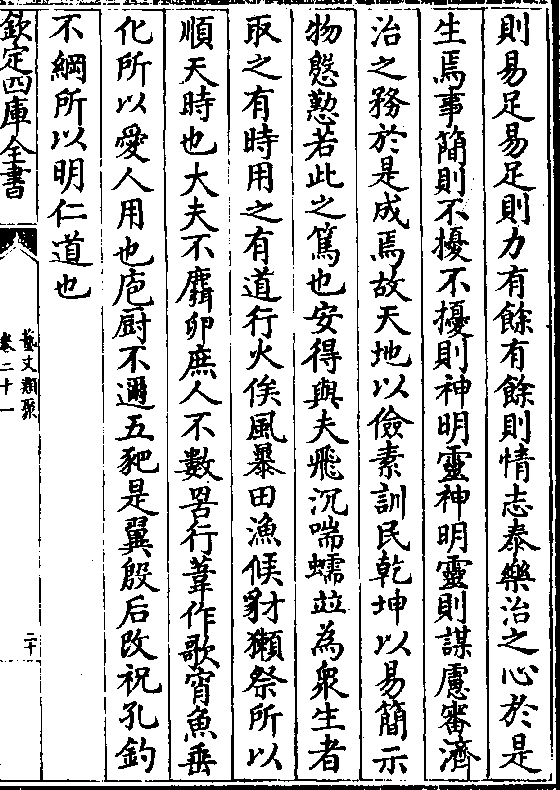 則易足易足則力有餘有餘則情志泰樂治之心於是
生焉事簡則不擾不擾則神明靈神明靈則謀慮審濟
治之務於是成焉故天地以儉素訓民乾坤以易簡示
物慇懃若此之篤也安得與夫飛沉喘蠕竝為衆生者
取之有時用之有道行火俟風暴田漁候豺獺祭所以
順天時也大夫不麛卵庶人不數罟行葦作歌宵魚垂
化所以愛人用也庖廚不邇五豝是翼殷后改祝孔釣
不綱所以明仁道也
欽定四庫全書
藝文類聚
卷二十一
二十